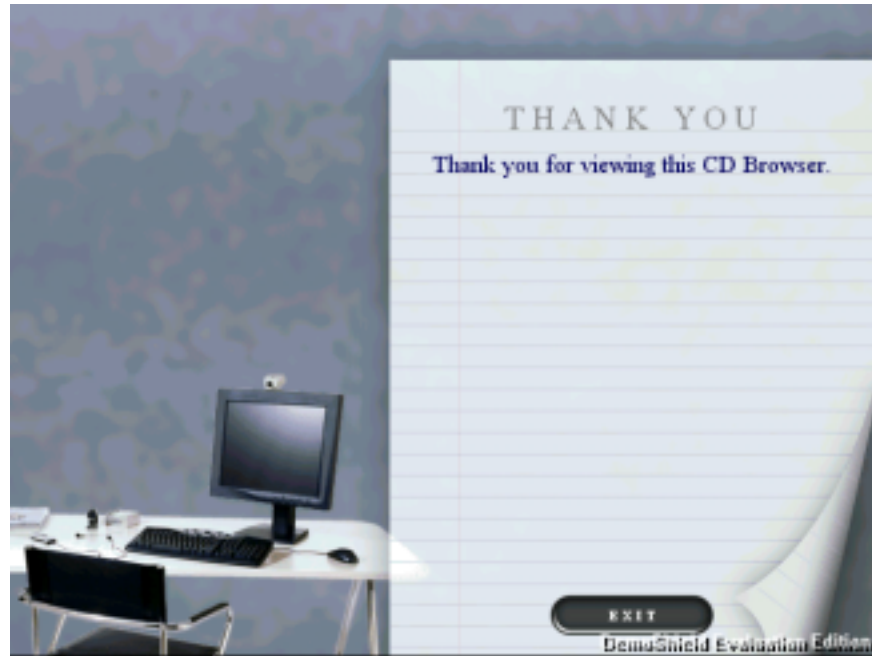 THANK YOU
Thank you for viewing this CD Browser.
EXIT
DemoShield Evaluation Edition